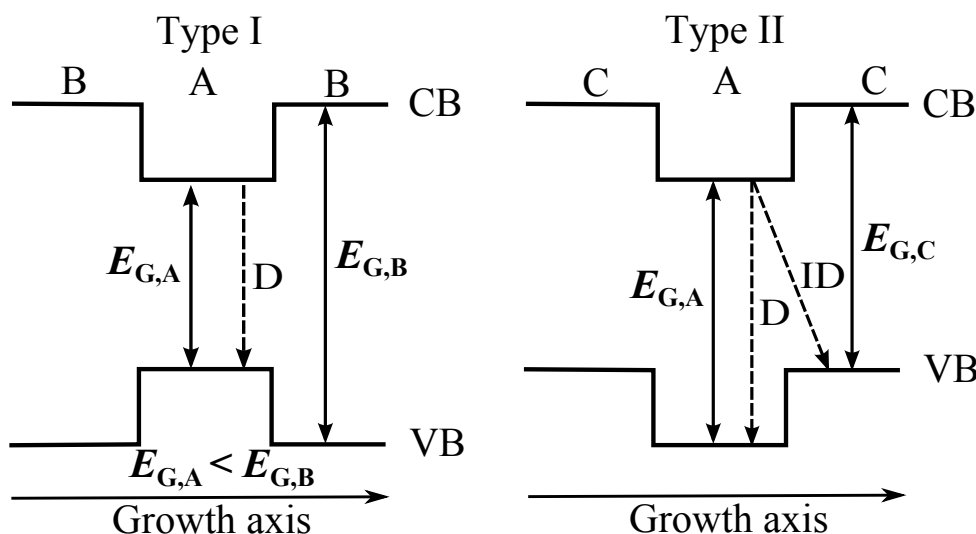 Type I
B A B CB
E_G,A D E_G,B
VB
E_G,A < E_G,B
Growth axis
Type II
C A C CB
E_G,A D ID E_G,C
VB
Growth axis